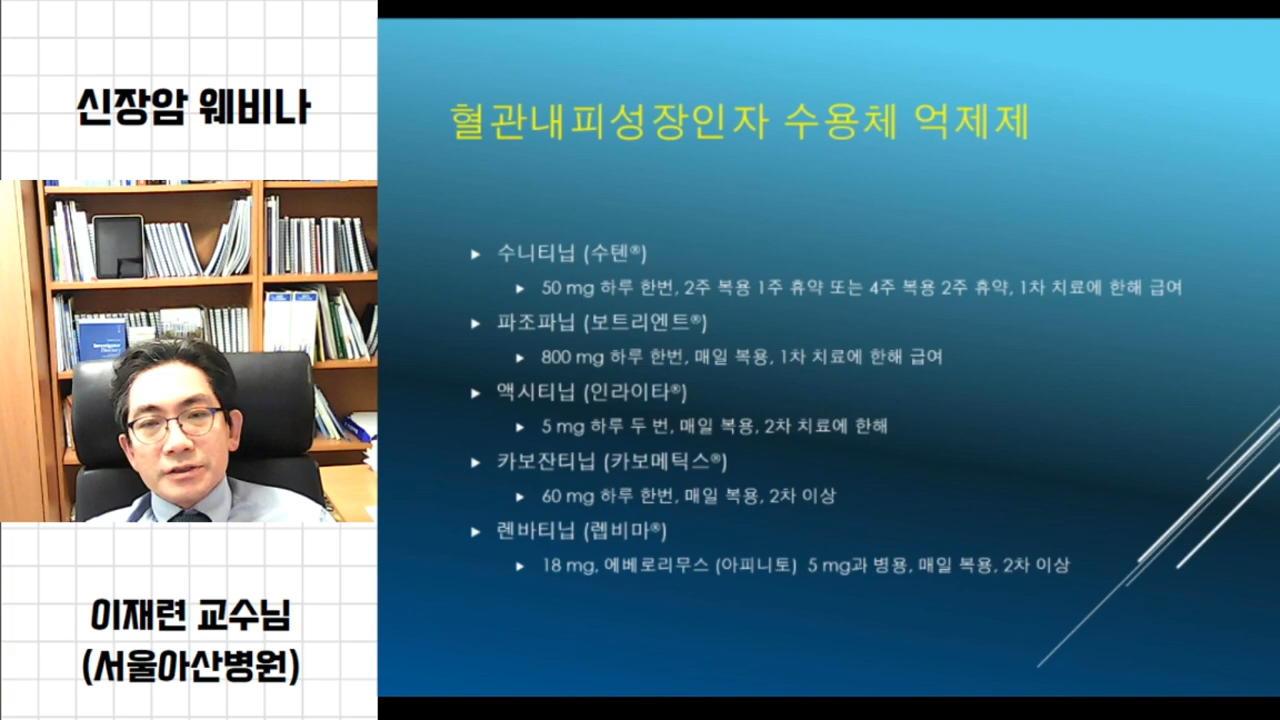 신장암 웨비나
이재련 교수님
(서울아산병원)
혈관내피성장인자 수용체 억제제
▶ 수니티닙 (수텐®)
▶ 50 mg 하루 한번, 2주 복용 1주 휴약 또는 4주 복용 2주 휴약, 1차 치료에 한해 급여
▶ 파조파닙 (보트리엔트®)
▶ 800 mg 하루 한번, 매일 복용, 1차 치료에 한해 급여
▶ 액시티닙 (인라이타®)
▶ 5 mg 하루 두 번, 매일 복용, 2차 치료에 한해
▶ 카보잔티닙 (카보메틱스®)
▶ 60 mg 하루 한번, 매일 복용, 2차 이상
▶ 렌바티닙 (렙비마®)
▶ 18 mg, 에베로리무스 (아피니토) 5 mg과 병용, 매일 복용, 2차 이상